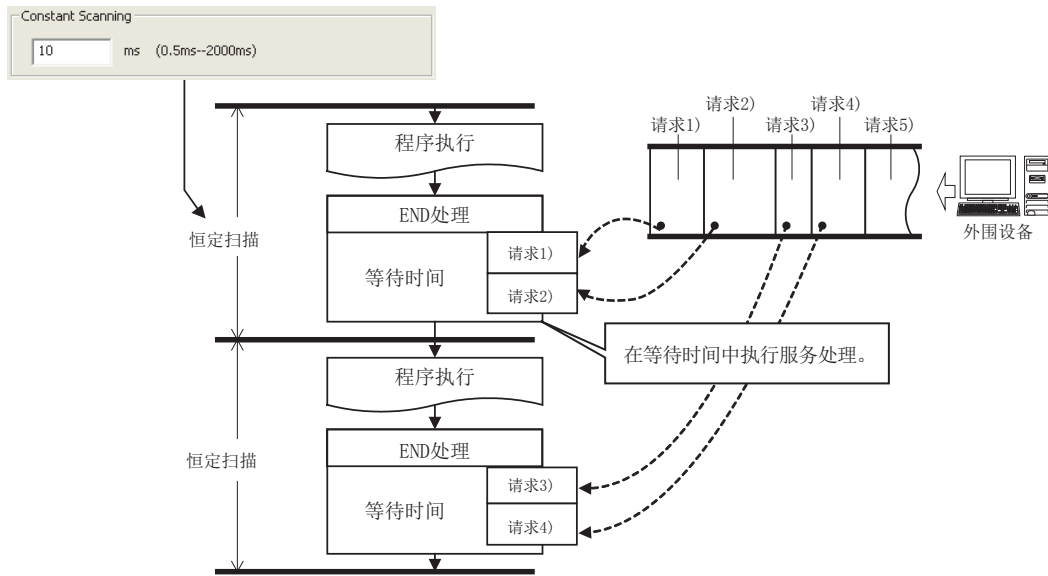 Constant Scanning
10 ms (0.5ms--2000ms)
请求1)
请求2)
请求3)
请求4)
请求5)
外围设备
恒定扫描
程序执行
END处理
等待时间
请求1)
请求2)
在等待时间中执行服务处理。
恒定扫描
程序执行
END处理
等待时间
请求3)
请求4)